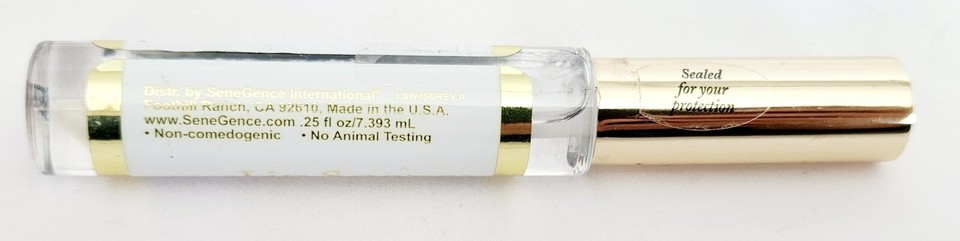 Distr. by SeneGence International®
Foothill Ranch, CA 92610, Made in the U.S.A.
www.SeneGence.com .25 fl oz/7.393 mL
• Non-comedogenic • No Animal Testing
Sealed
for your
protection